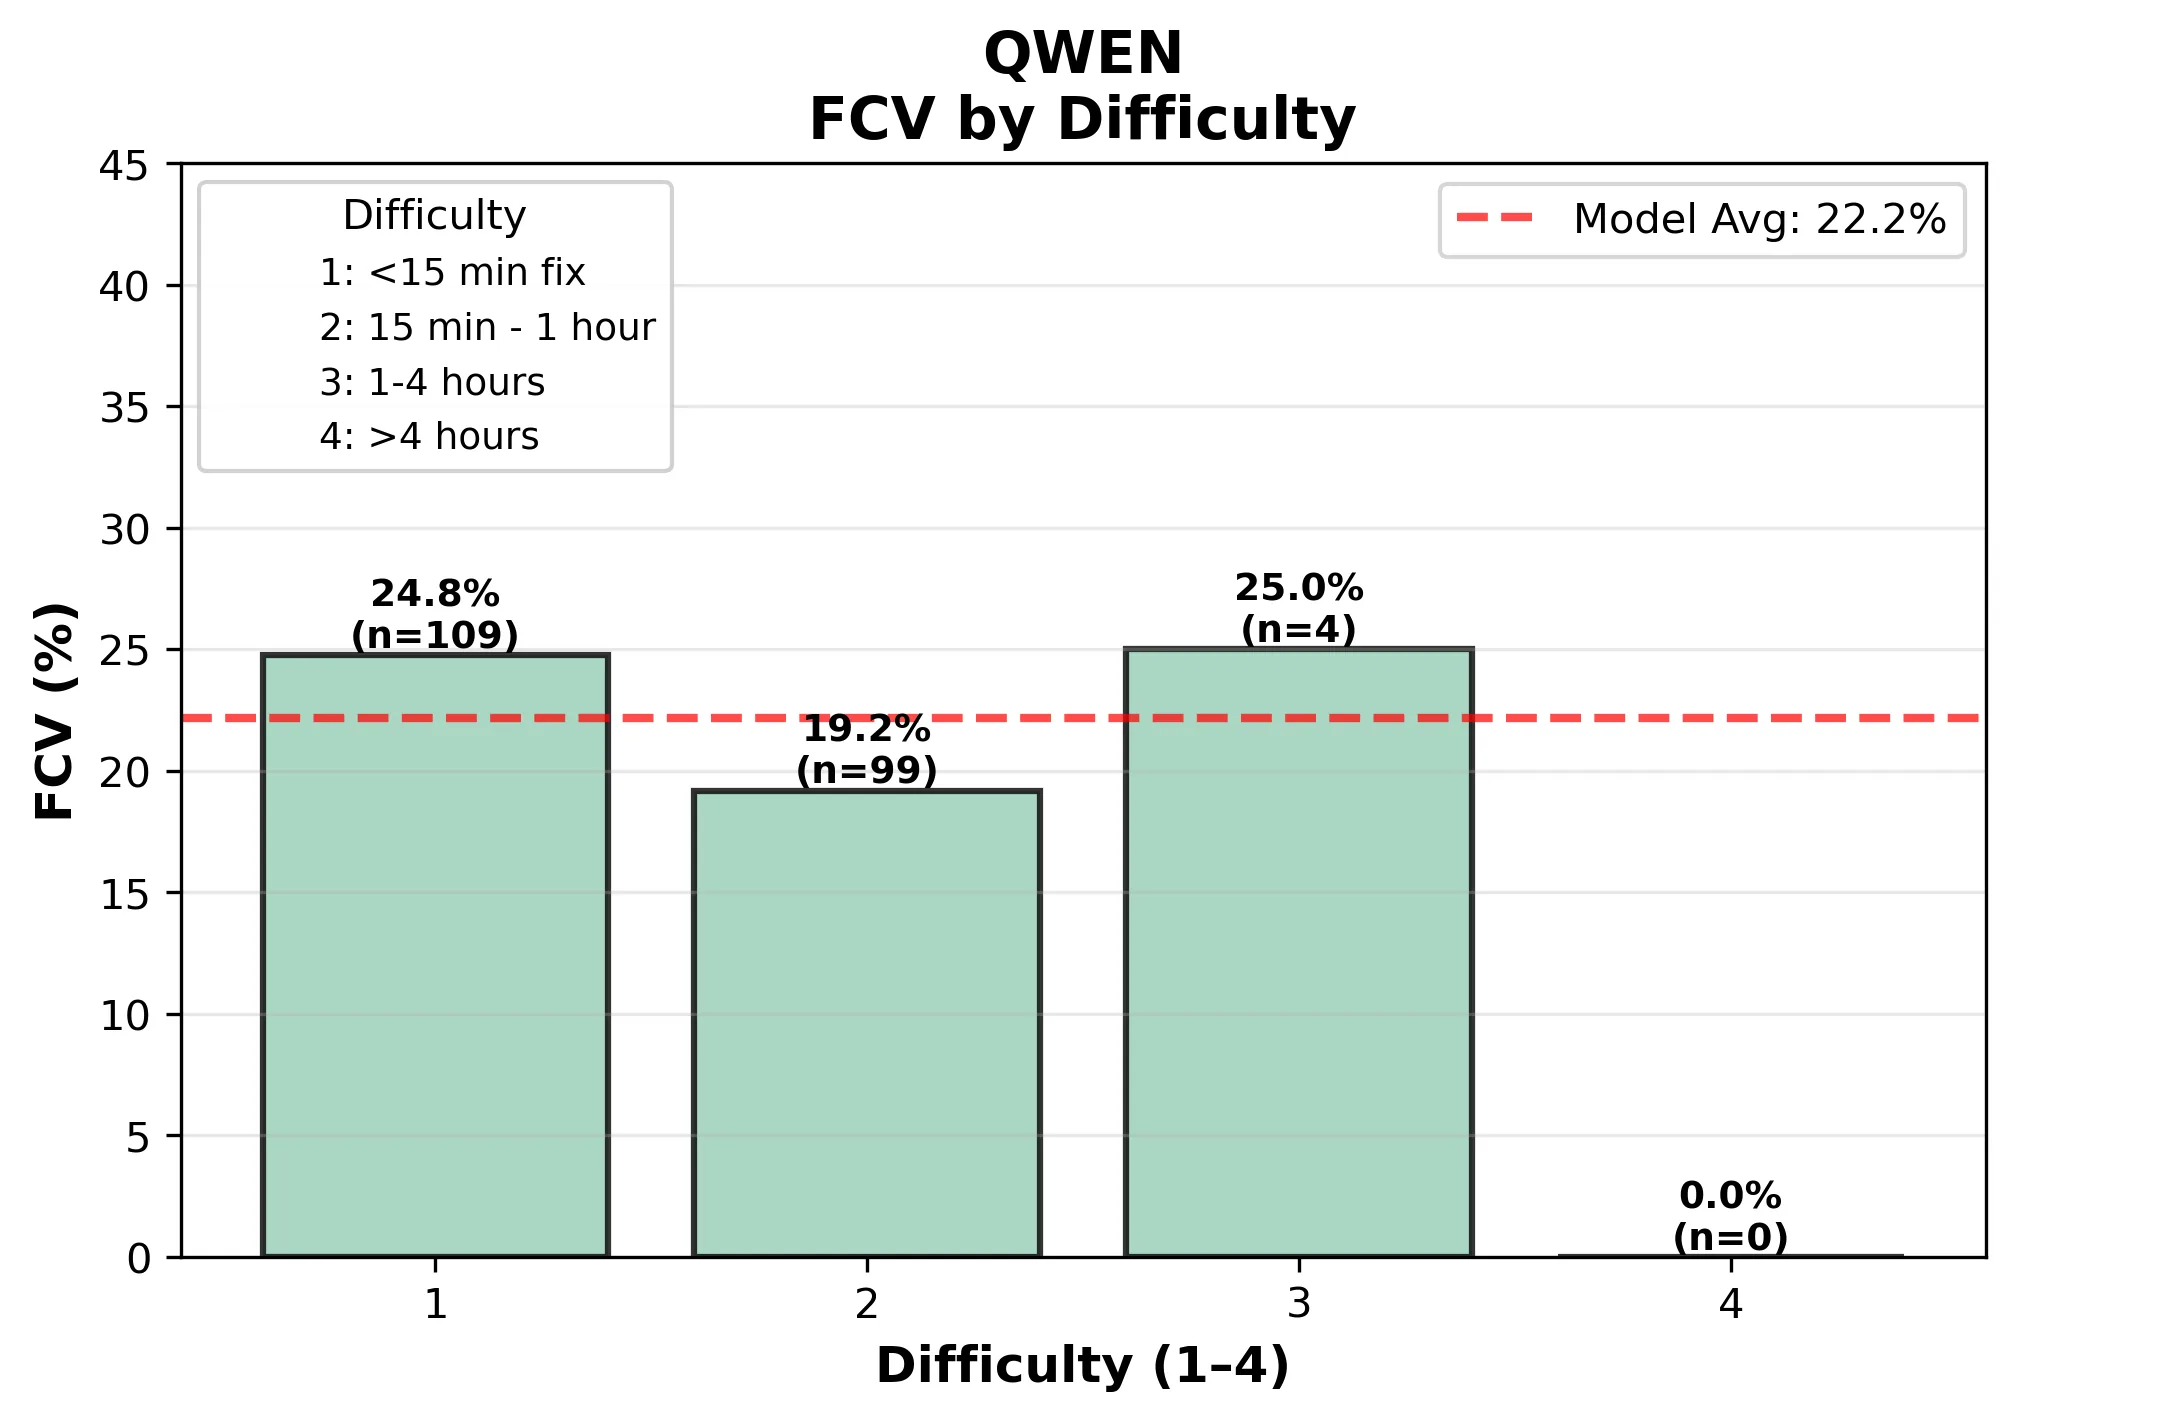 QWEN
FCV by Difficulty
45
40
35
30
25
20
15
10
5
0
FCV (%)
Difficulty
1: <15 min fix
2: 15 min - 1 hour
3: 1-4 hours
4: >4 hours
Model Avg: 22.2%
24.8%
(n=109)
19.2%
(n=99)
25.0%
(n=4)
0.0%
(n=0)
1
2
3
4
Difficulty (1–4)